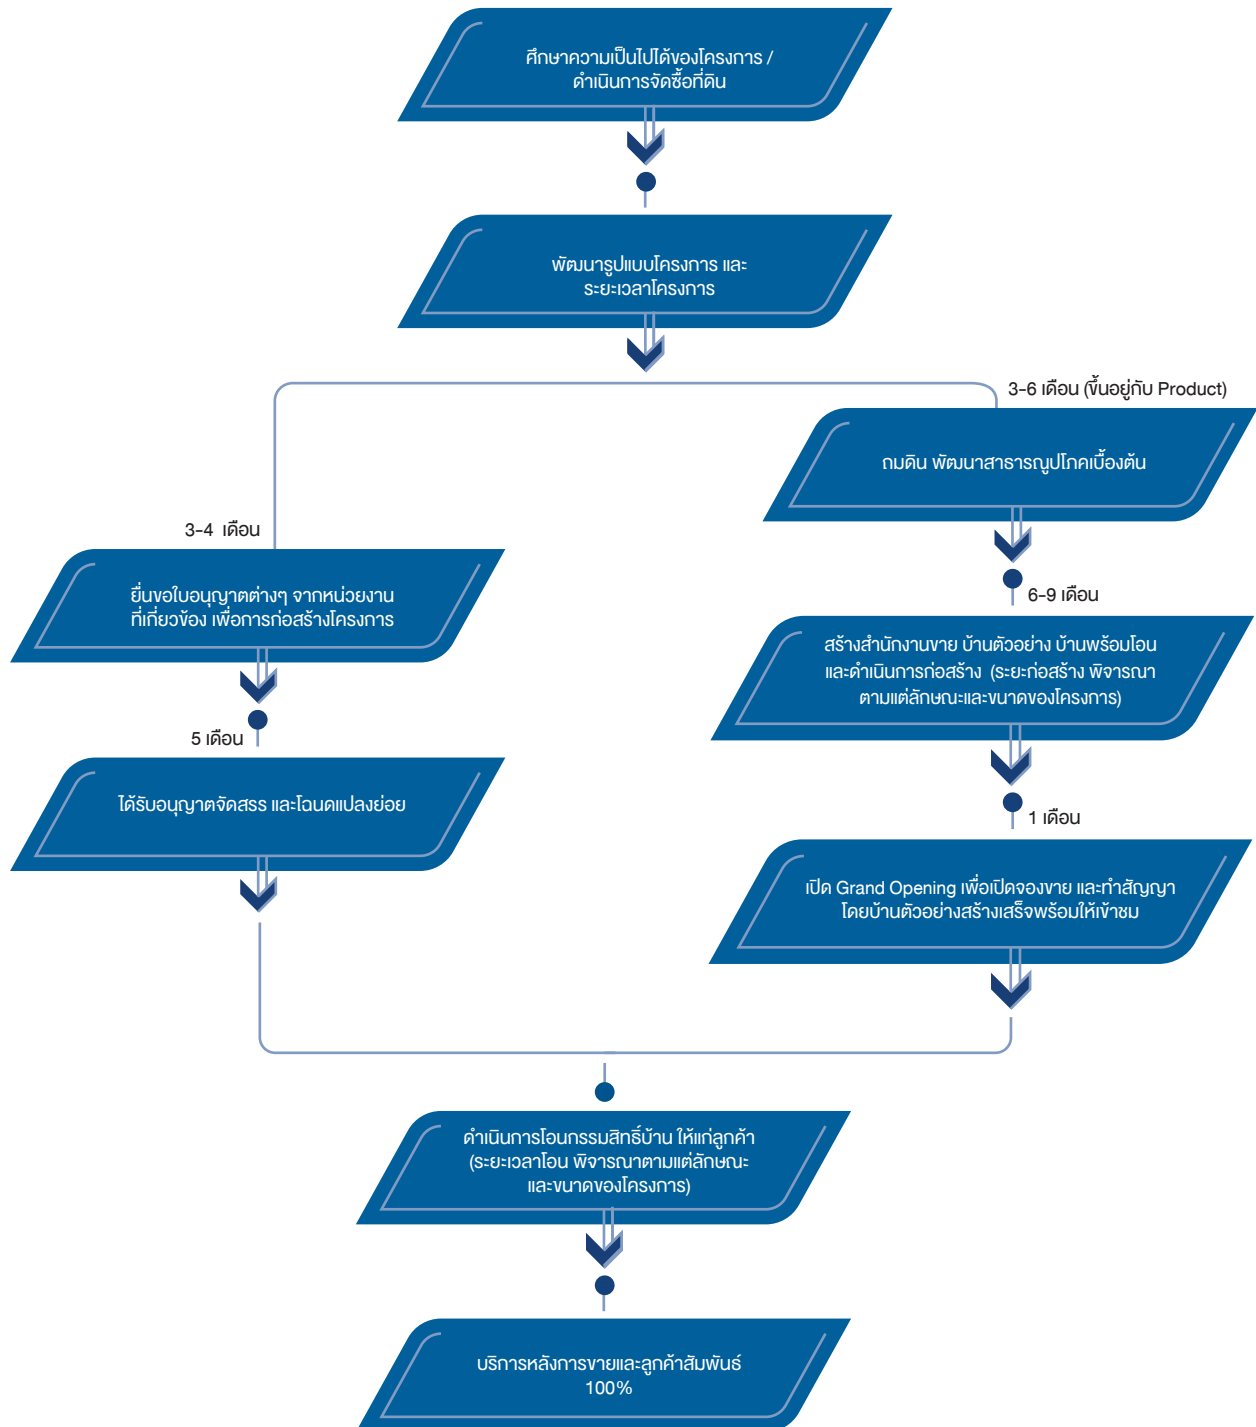 ศึกษาความเป็นไปได้ของโครงการ /
ดำเนินการจัดซื้อที่ดิน
พัฒนารูปแบบโครงการ และ
ระยะเวลาโครงการ
3-6 เดือน (ขึ้นอยู่กับ Product)
ถมดิน พัฒนาสาธารณูปโภคเบื้องต้น
3-4 เดือน
ยื่นขอใบอนุญาตต่างๆ จากหน่วยงาน
ที่เกี่ยวข้อง เพื่อการก่อสร้างโครงการ
6-9 เดือน
สร้างสำนักงานขาย บ้านตัวอย่าง บ้านพร้อมโอน
และดำเนินการก่อสร้าง (ระยะก่อสร้าง พิจารณา
ตามแต่ลักษณะและขนาดของโครงการ)
5 เดือน
ได้รับอนุญาตจัดสรร และโฉนดแปลงย่อย
1 เดือน
เปิด Grand Opening เพื่อเปิดจองขาย และทำสัญญา
โดยบ้านตัวอย่างสร้างเสร็จพร้อมให้เข้าชม
ดำเนินการโอนกรรมสิทธิ์บ้าน ให้แก่ลูกค้า
(ระยะเวลาโอน พิจารณาตามแต่ลักษณะ
และขนาดของโครงการ)
บริการหลังการขายและลูกค้าสัมพันธ์
100%